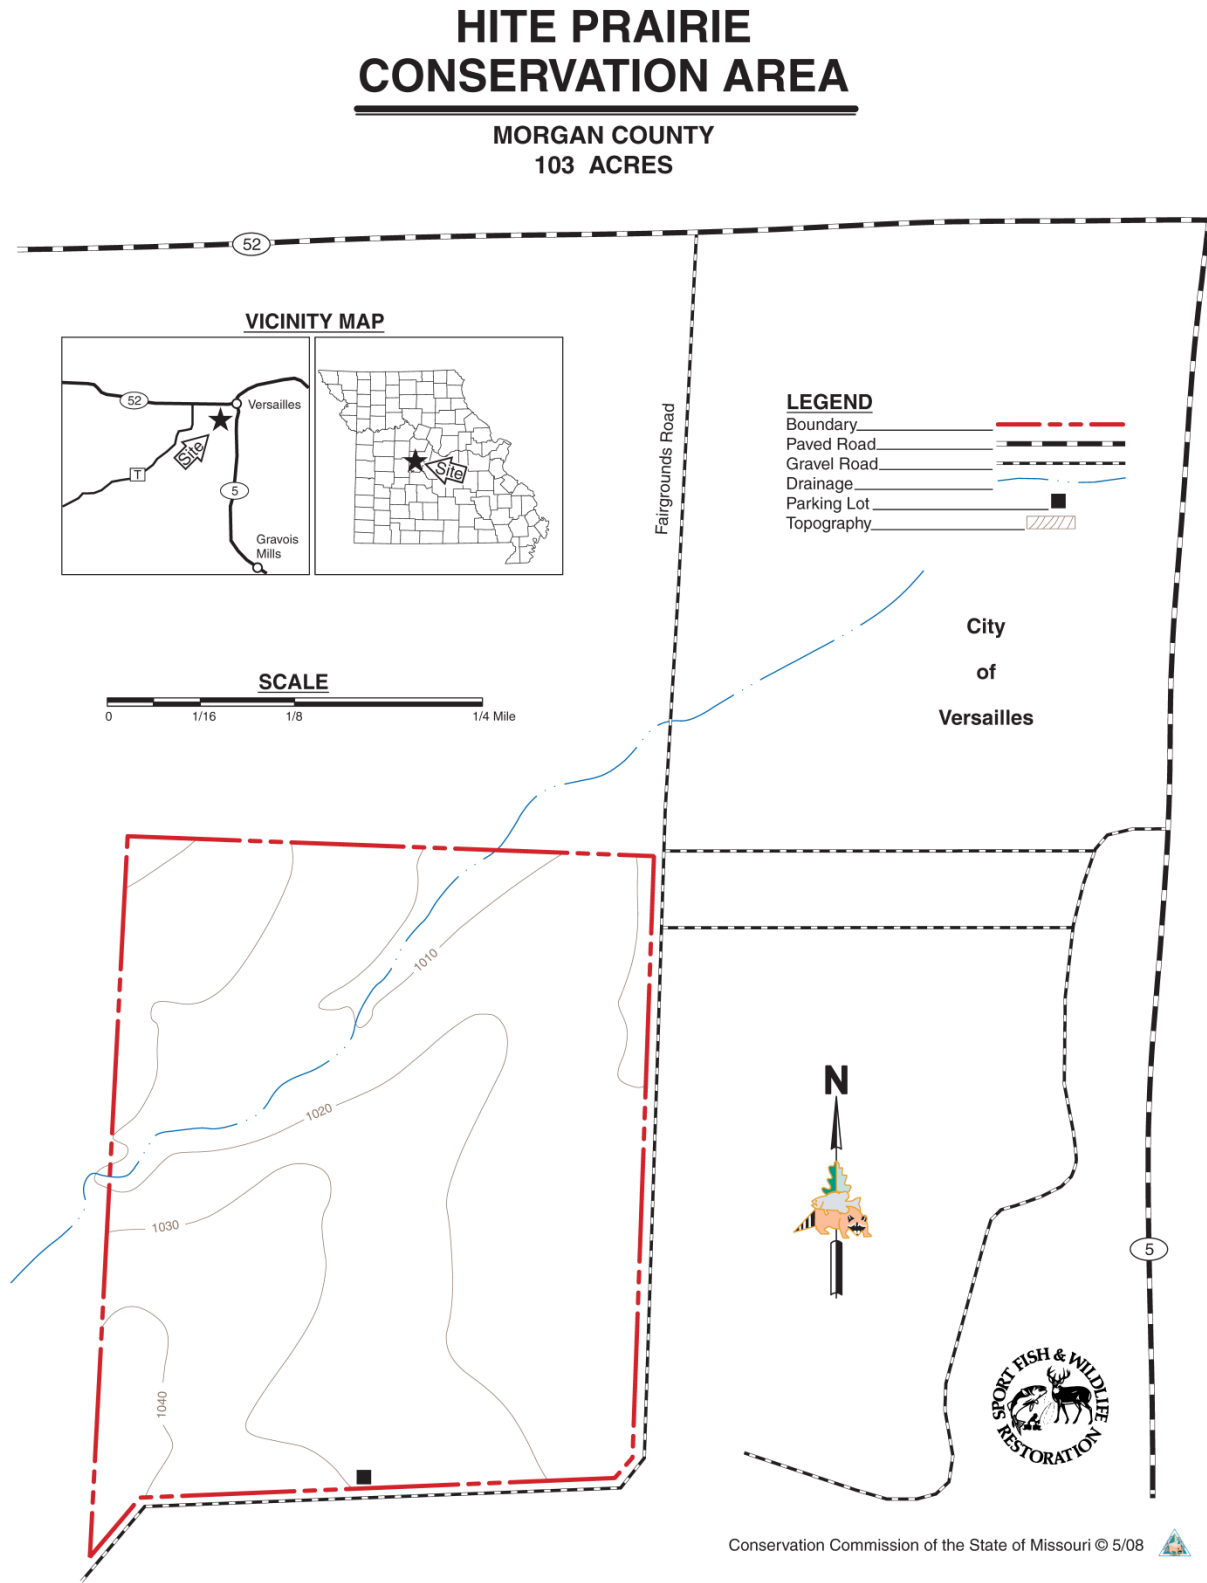 HITE PRAIRIE
CONSERVATION AREA
MORGAN COUNTY
103 ACRES
52
VICINITY MAP
52
Versailles
Site
T
5
Gravois
Mills
Site
Fairgrounds Road
LEGEND
Boundary
Paved Road
Gravel Road
Drainage
Parking Lot
Topography
City
of
Versailles
SCALE
0 1/16 1/8 1/4 Mile
1010
1020
1030
1040
N
5
SPORT FISH & WILDLIFE
RESTORATION
Conservation Commission of the State of Missouri © 5/08